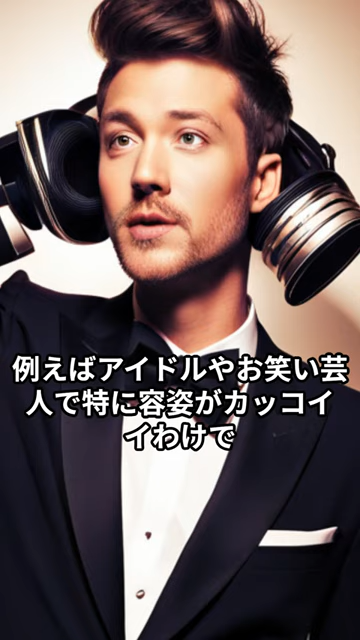 例えばアイドルやお笑い芸
人で特に容姿がカッコイ
イわけで